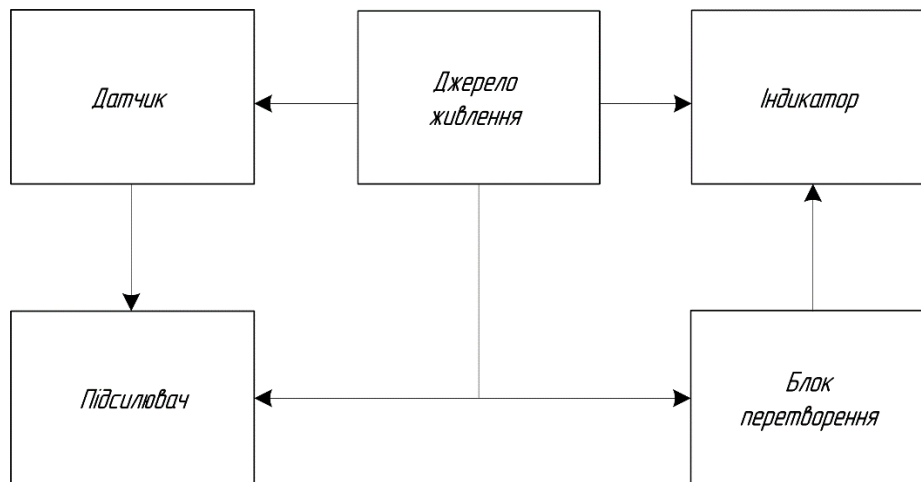 Датчик
Джерело
живлення
Індикатор
Підсилювач
Блок
перетворення